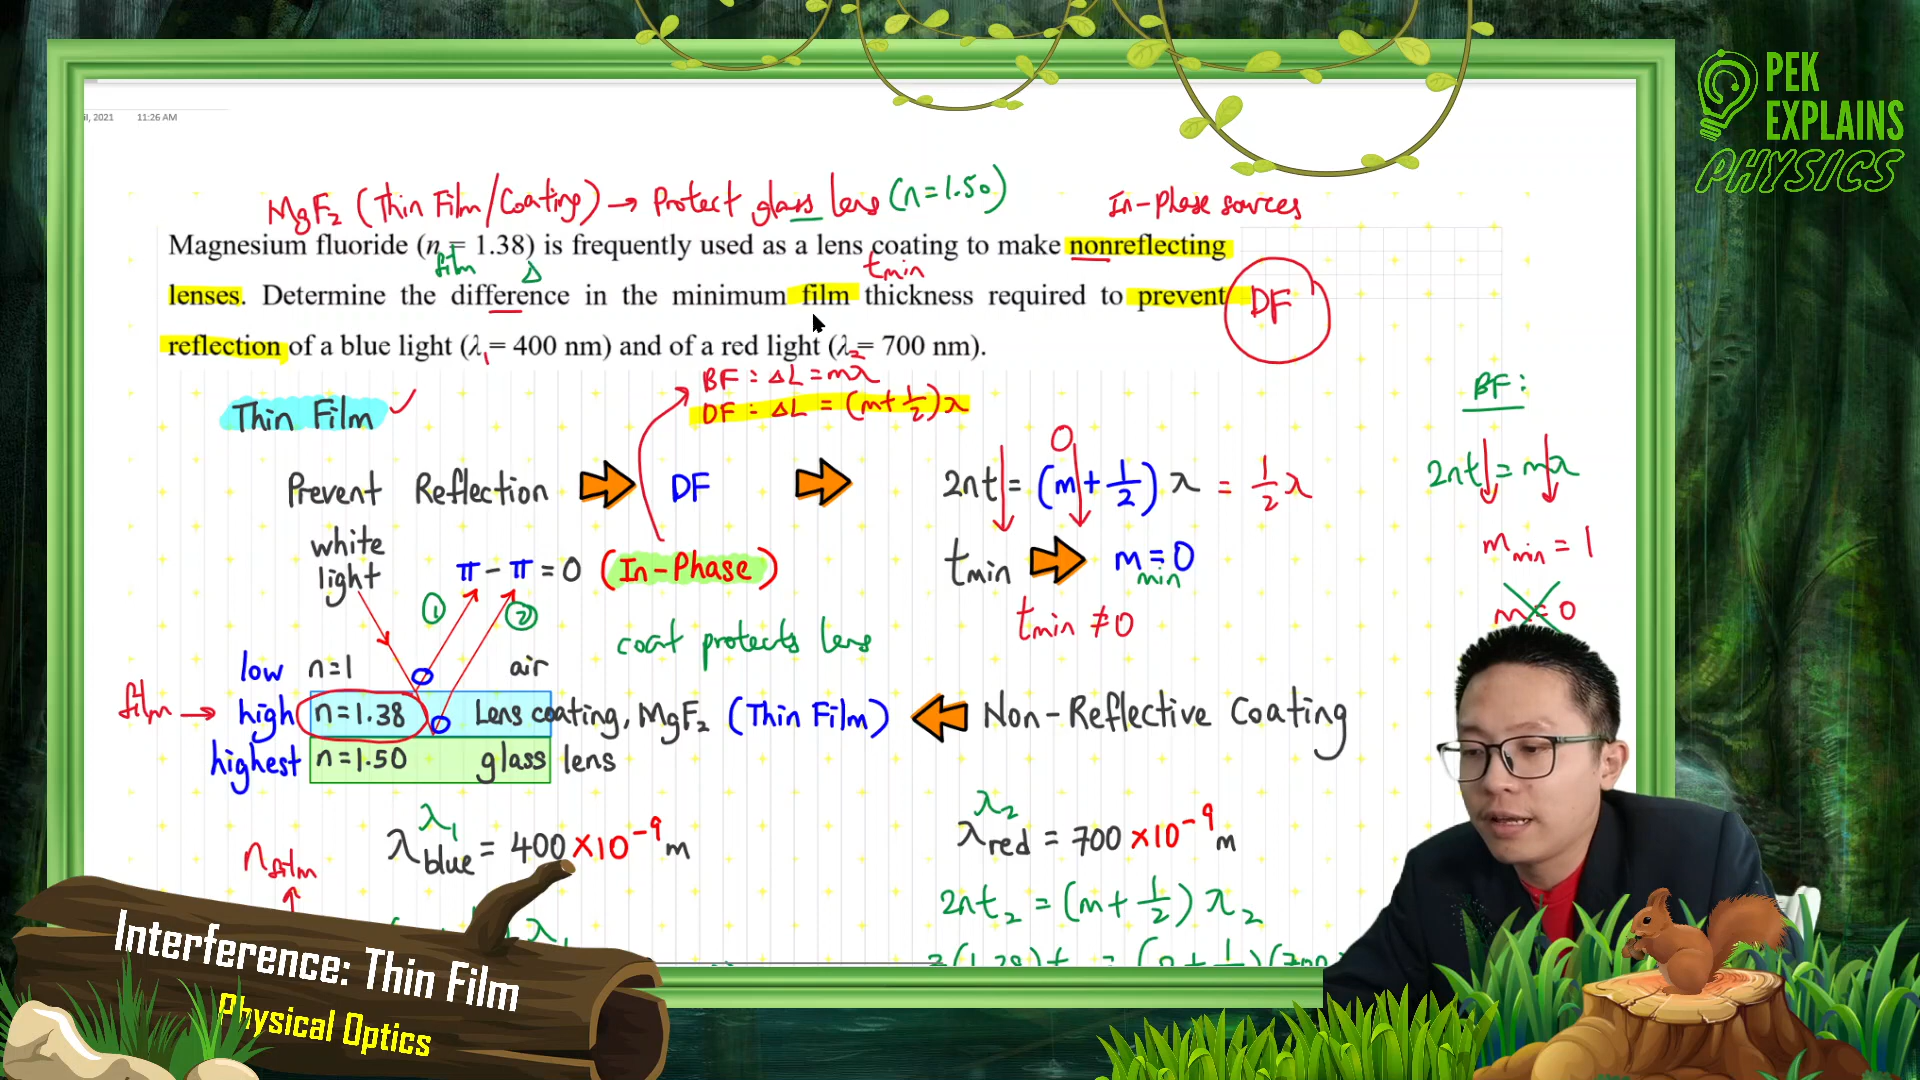 PEK
EXPLAINS
PHYSICS
il, 2021 11:26 AM
MgF₂ (Thin Film/Coating) → Protect glass lens (n=1.50)
In-phase sources
Magnesium fluoride (n = 1.38) is frequently used as a lens coating to make nonreflecting
film Δ tmin
lenses. Determine the difference in the minimum film thickness required to prevent
DF
reflection of a blue light (λ₁ = 400 nm) and of a red light (λ₂ = 700 nm).
BF : ΔL = mλ
DF : ΔL = (m+½)λ
BF :
Thin Film ✓
0
Prevent Reflection DF 2nt = (m+½)λ = ½λ
2nt = mλ
white
light
π - π = 0 (In-Phase)
tmin m = 0
min
m min = 1
① ②
tmin ≠ 0
m = 0
coat protects lens
low n=1 air
film → high n=1.38 Lens coating, MgF₂ (Thin Film) Non-Reflective Coating
highest n=1.50 glass lens
λ₁
λblue = 400 ×10⁻⁹ m
λ₂
λred = 700 ×10⁻⁹ m
nfilm
2nt₂ = (m+½)λ₂
Interference: Thin Film
Physical Optics